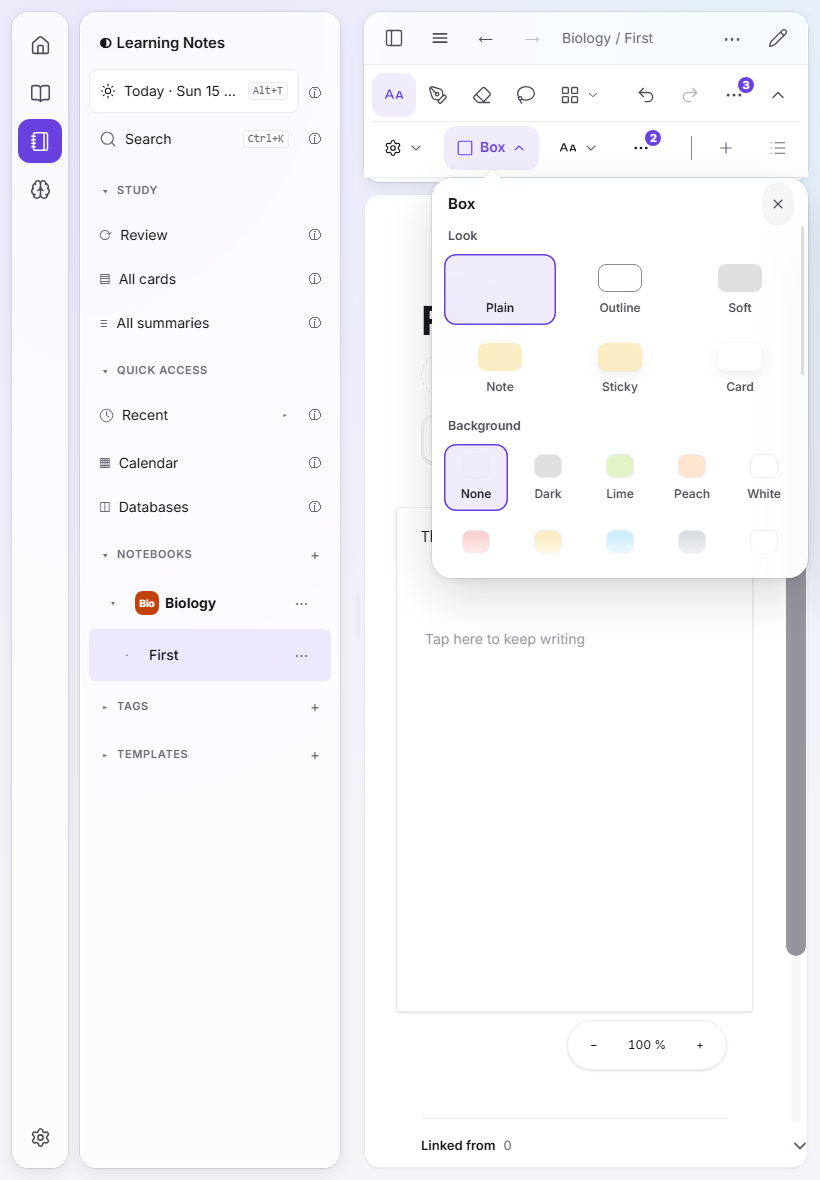 Learning Notes
Today · Sun 15 ... Alt+T
Search Ctrl+K
STUDY
Review
All cards
All summaries
QUICK ACCESS
Recent
Calendar
Databases
NOTEBOOKS
Bio Biology
First
TAGS
TEMPLATES
Biology / First
AA
3
Box
AA
2
Box
Look
Plain
Outline
Soft
Note
Sticky
Card
Background
None
Dark
Lime
Peach
White
Tap here to keep writing
− 100 % +
Linked from 0